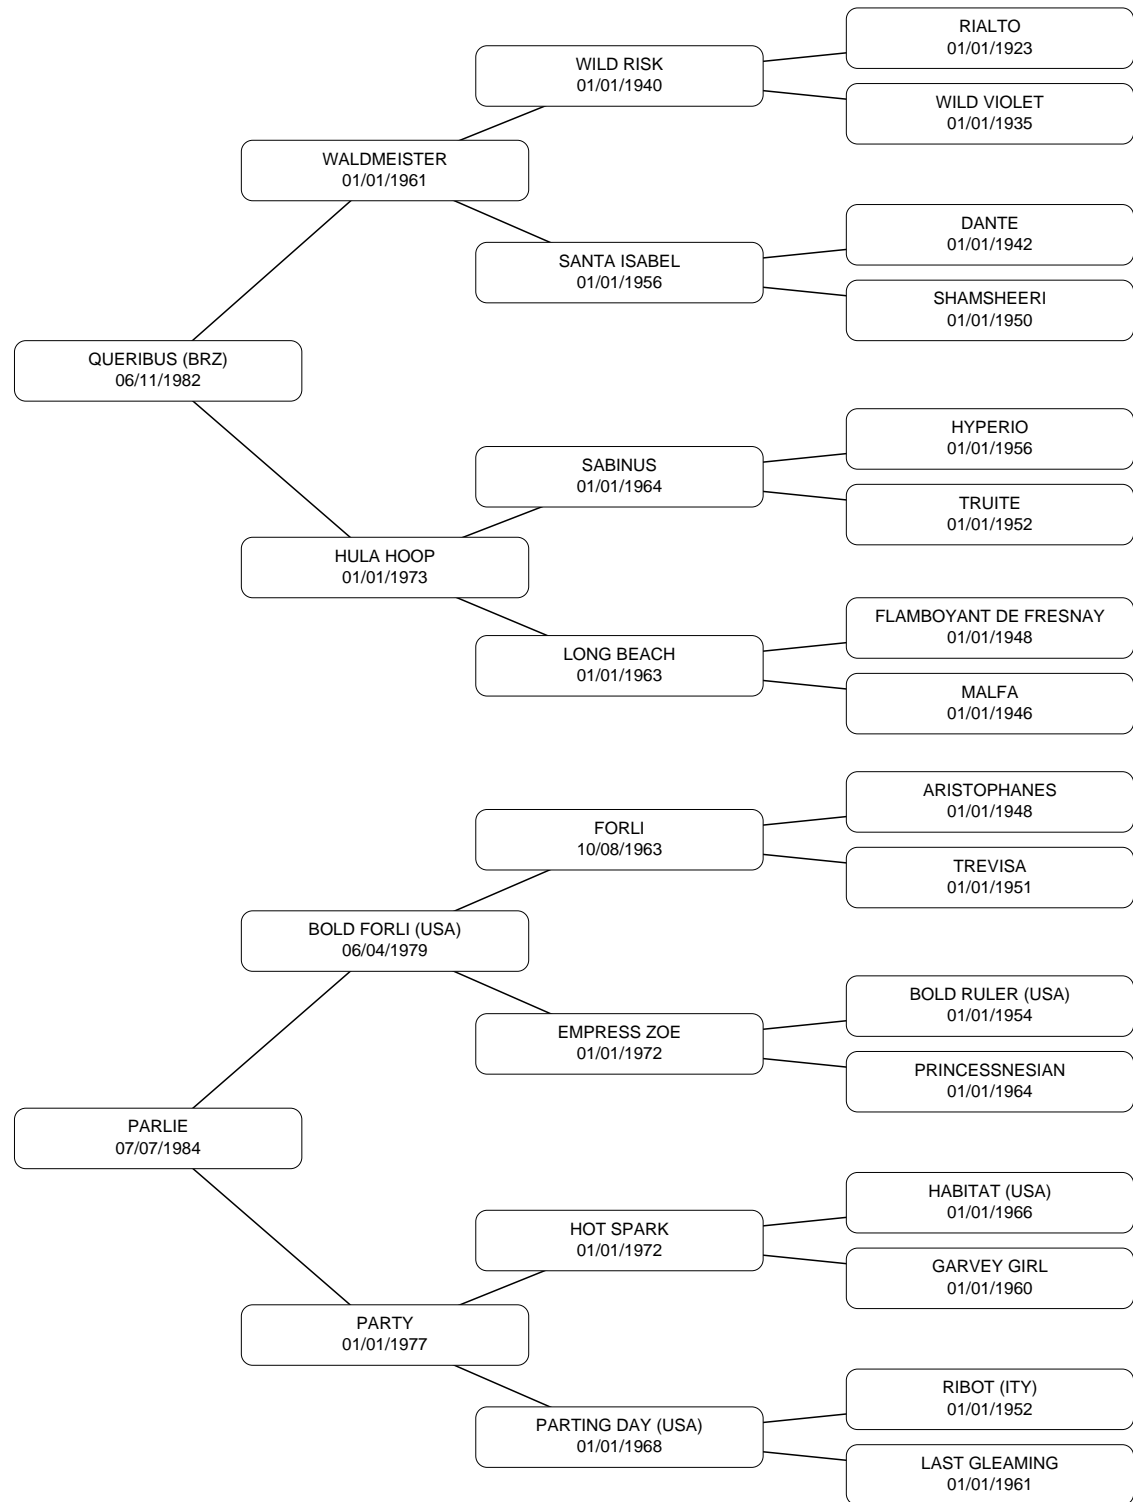 RIALTO
01/01/1923
WILD RISK
01/01/1940
WILD VIOLET
01/01/1935
WALDMEISTER
01/01/1961
DANTE
01/01/1942
SANTA ISABEL
01/01/1956
SHAMSHEERI
01/01/1950
QUERIBUS (BRZ)
06/11/1982
HYPERIO
01/01/1956
SABINUS
01/01/1964
TRUITE
01/01/1952
HULA HOOP
01/01/1973
FLAMBOYANT DE FRESNAY
01/01/1948
LONG BEACH
01/01/1963
MALFA
01/01/1946
ARISTOPHANES
01/01/1948
FORLI
10/08/1963
TREVISA
01/01/1951
BOLD FORLI (USA)
06/04/1979
BOLD RULER (USA)
01/01/1954
EMPRESS ZOE
01/01/1972
PRINCESSNESIAN
01/01/1964
PARLIE
07/07/1984
HABITAT (USA)
01/01/1966
HOT SPARK
01/01/1972
GARVEY GIRL
01/01/1960
PARTY
01/01/1977
RIBOT (ITY)
01/01/1952
PARTING DAY (USA)
01/01/1968
LAST GLEAMING
01/01/1961